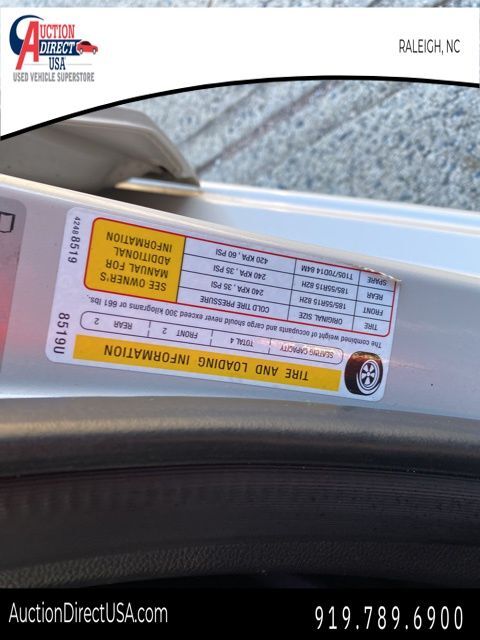 AUCTION
DIRECT
USA
USED VEHICLE SUPERSTORE
RALEIGH, NC
TIRE AND LOADING INFORMATION
SEATING CAPACITY TOTAL 4 FRONT 2 REAR 2
The combined weight of occupants and cargo should never exceed 300 kilograms or 661 lbs.
TIRE ORIGINAL SIZE COLD TIRE PRESSURE
FRONT 185/55R15 82H 240 KPA, 35 PSI
REAR 185/55R15 82H 240 KPA, 35 PSI
SPARE T105/70D14 84M 420 KPA, 60 PSI
SEE OWNER'S
MANUAL FOR
ADDITIONAL
INFORMATION
8519U
4248 8519
AuctionDirectUSA.com
919.789.6900